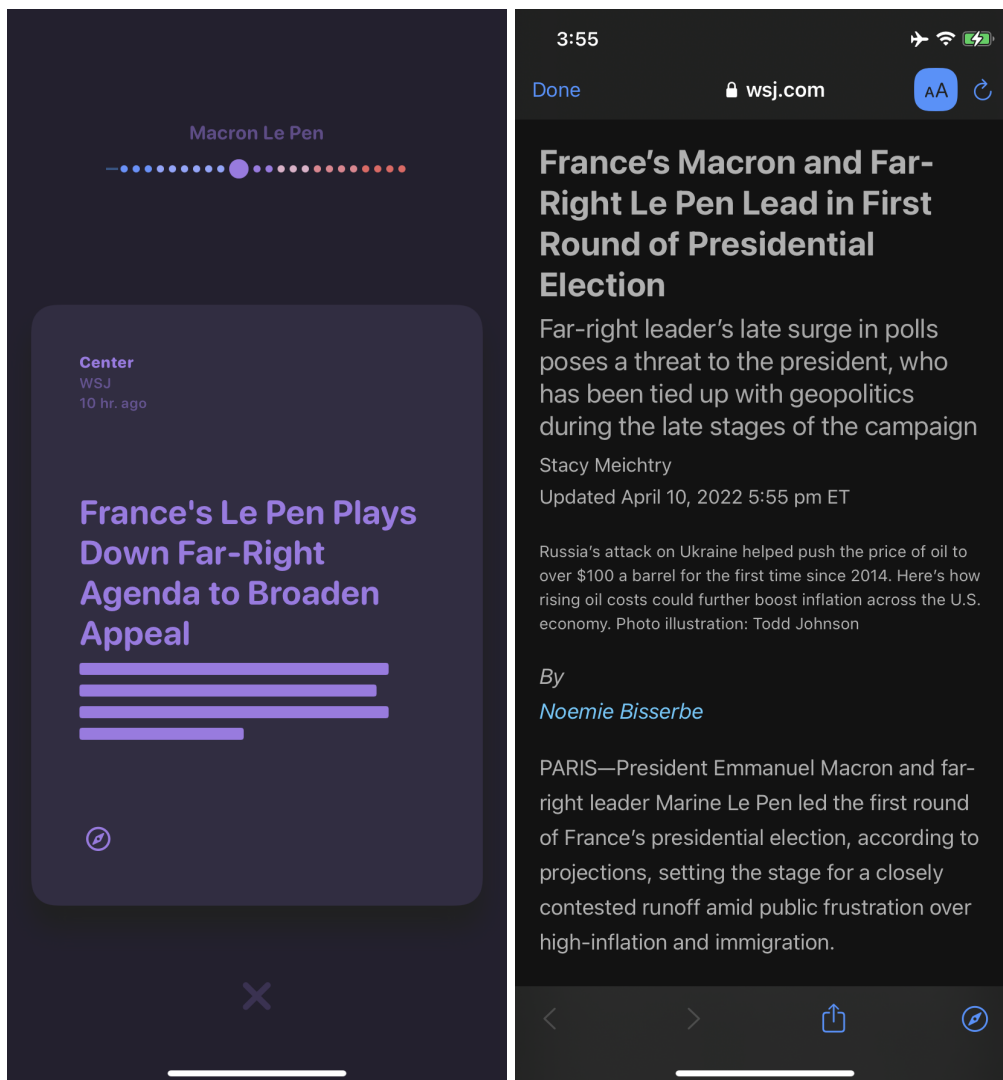 Macron Le Pen
Center
WSJ
10 hr. ago
France's Le Pen Plays
Down Far-Right
Agenda to Broaden
Appeal
3:55
Done
wsj.com
AA
France’s Macron and Far-
Right Le Pen Lead in First
Round of Presidential
Election
Far-right leader’s late surge in polls
poses a threat to the president, who
has been tied up with geopolitics
during the late stages of the campaign
Stacy Meichtry
Updated April 10, 2022 5:55 pm ET
Russia’s attack on Ukraine helped push the price of oil to
over $100 a barrel for the first time since 2014. Here’s how
rising oil costs could further boost inflation across the U.S.
economy. Photo illustration: Todd Johnson
By
Noemie Bisserbe
PARIS—President Emmanuel Macron and far-
right leader Marine Le Pen led the first round
of France’s presidential election, according to
projections, setting the stage for a closely
contested runoff amid public frustration over
high-inflation and immigration.